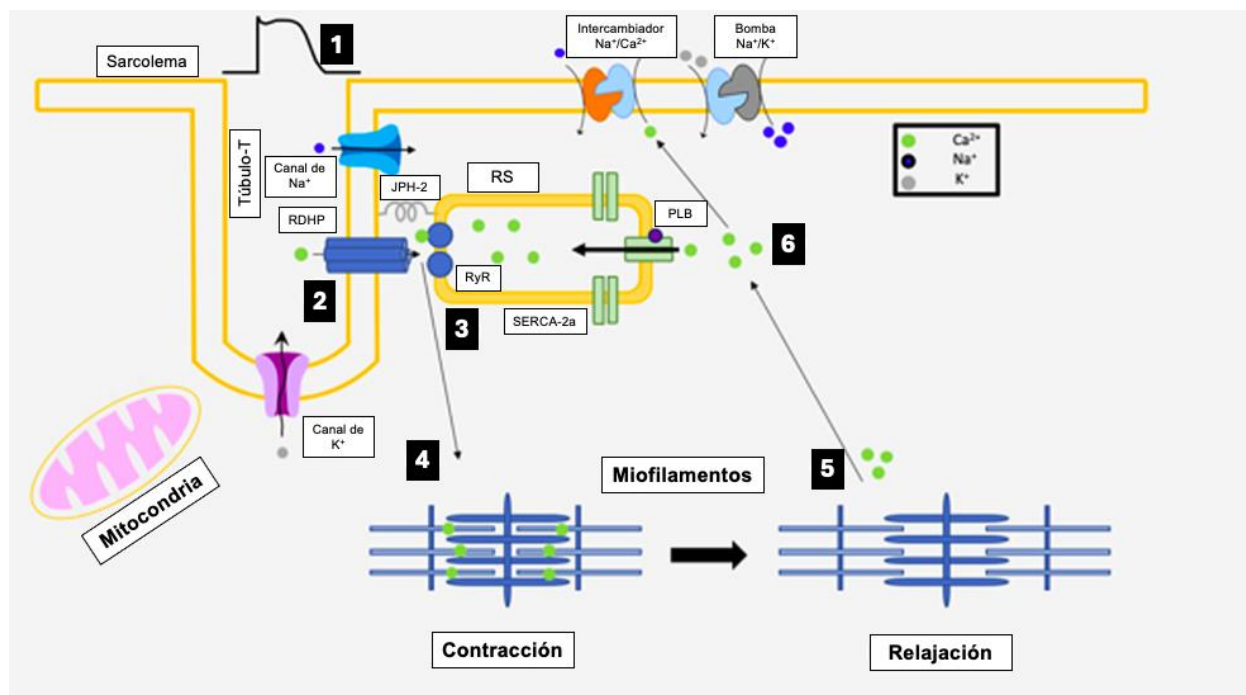 1
Intercambiador
Na⁺/Ca²⁺
Bomba
Na⁺/K⁺
Sarcolema
Túbulo-T
Canal de
Na⁺
JPH-2
RS
Ca²⁺
Na⁺
K⁺
RDHP
PLB
6
2
RyR
3
SERCA-2a
Canal de
K⁺
4
Miofilamentos
5
Mitocondria
Contracción
Relajación